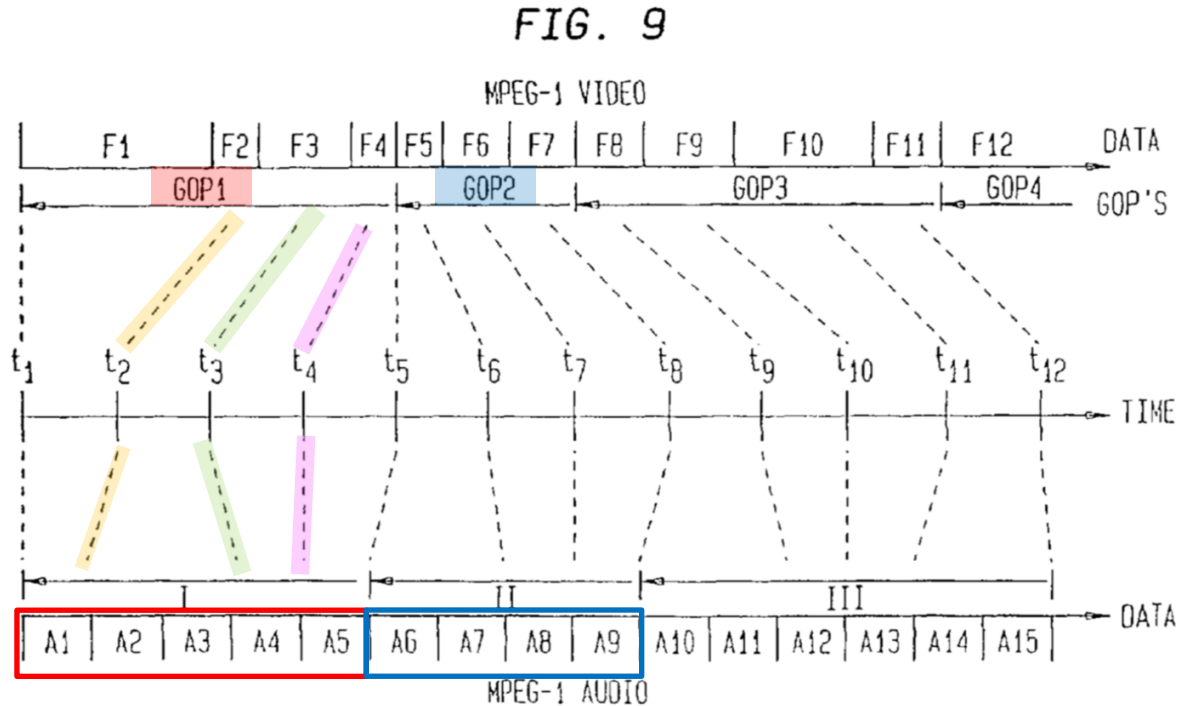 FIG. 9
MPEG-1 VIDEO
F1 F2 F3 F4 F5 F6 F7 F8 F9 F10 F11 F12 DATA
GOP1 GOP2 GOP3 GOP4 GOP'S
t1 t2 t3 t4 t5 t6 t7 t8 t9 t10 t11 t12
TIME
I II III
DATA
A1 A2 A3 A4 A5 A6 A7 A8 A9 A10 A11 A12 A13 A14 A15
MPEG-1 AUDIO